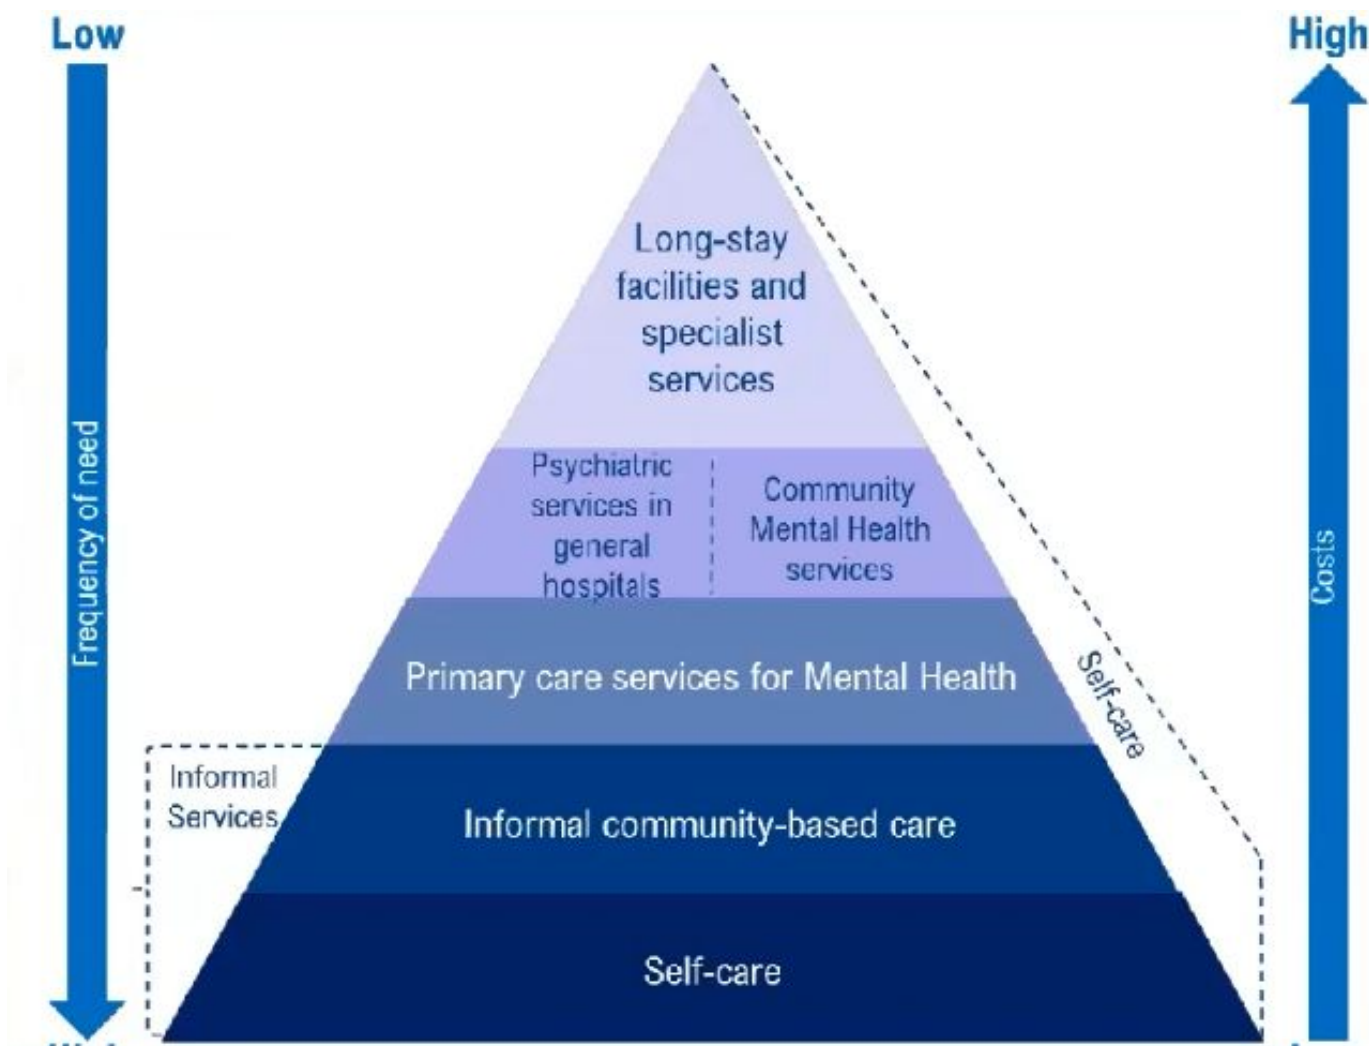 Low
High
Long-stay
facilities and
specialist
services
Psychiatric
services in
general
hospitals
Community
Mental Health
services
Frequency of need
Costs
Primary care services for Mental Health
Self-care
Informal
Services
Informal community-based care
Self-care